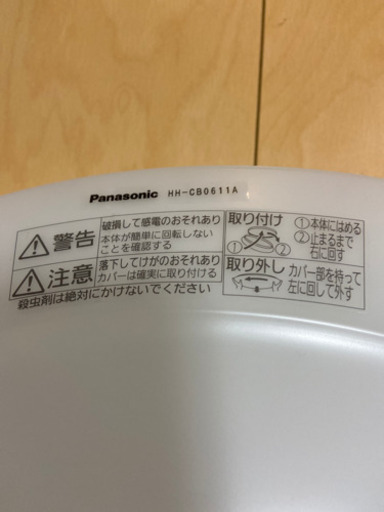 Panasonic HH-CB0611A
警告
破損して感電のおそれあり
本体が簡単に回転しない
ことを確認する
注意
落下してけがのおそれあり
カバーは確実に取り付ける
殺虫剤は絶対にかけないでください
取り付け
① ②
①本体にはめる
②止まるまで
右に回す
取り外し
カバー部を持って
左に回して外す